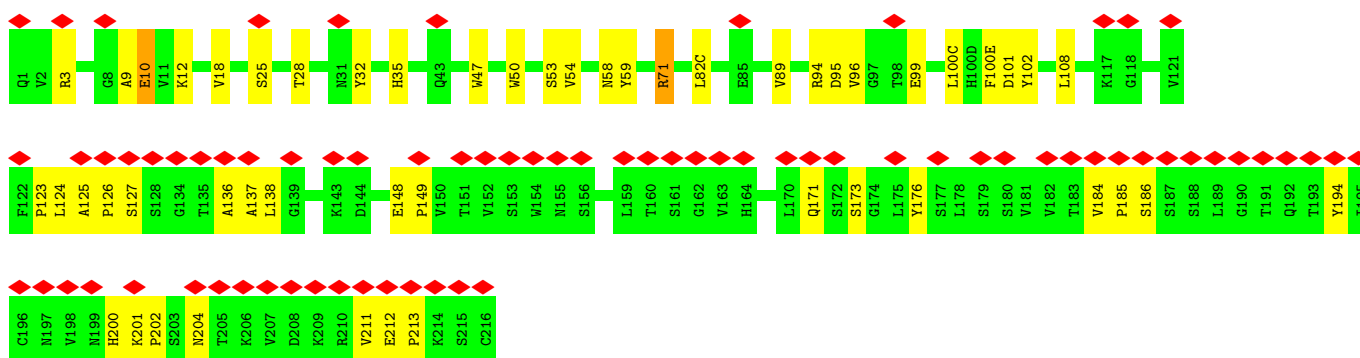 Q1 V2 R3 G8 A9 E10 V11 K12 V18 S25 T28 N31 Y32 H35 Q43 W47 W50 S53 V54 N58 Y59 R71 L82C E85 V89 R94 D95 V96 G97 T98 E99 L100C H100D F100E D101 Y102 L108 K117 G118 V121
F122 P123 L124 A125 P126 S127 S128 G134 T135 A136 A137 L138 G139 K143 D144 E148 P149 V150 T151 V152 S153 W154 N155 S156 L159 T160 S161 G162 V163 H164 L170 Q171 S172 S173 G174 L175 Y176 S177 L178 S179 S180 V181 V182 T183 V184 P185 S186 S187 S188 L189 G190 T191 Q192 T193 Y194
C196 N197 V198 N199 H200 K201 P202 S203 N204 T205 K206 V207 D208 K209 R210 V211 E212 P213 K214 S215 C216